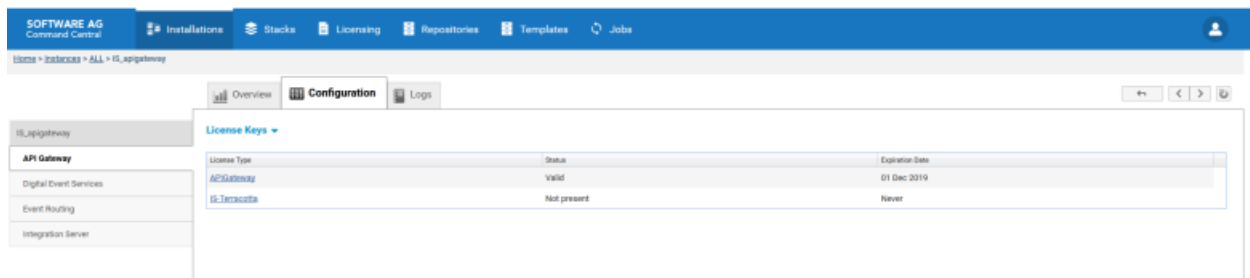 SOFTWARE AG
Command Central
Installations Stacks Licensing Repositories Templates Jobs
Home > Instances > ALL > IS_apigateway
Overview Configuration Logs
IS_apigateway
API Gateway
Digital Event Services
Event Routing
Integration Server
License Keys
License Type Status Expiration Date
APIGateway Valid 01 Dec 2019
IS-Terracotta Not present Never